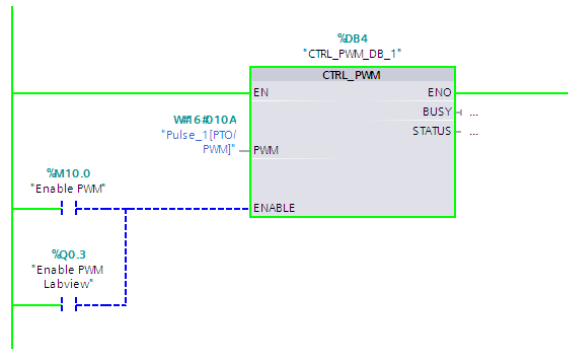 %DB4
"CTRL_PWM_DB_1"
CTRL_PWM
EN
ENO
BUSY
...
STATUS
...
W#16#010A
"Pulse_1[PTO/
PWM]"
PWM
%M10.0
"Enable PWM"
ENABLE
%Q0.3
"Enable PWM
Labview"